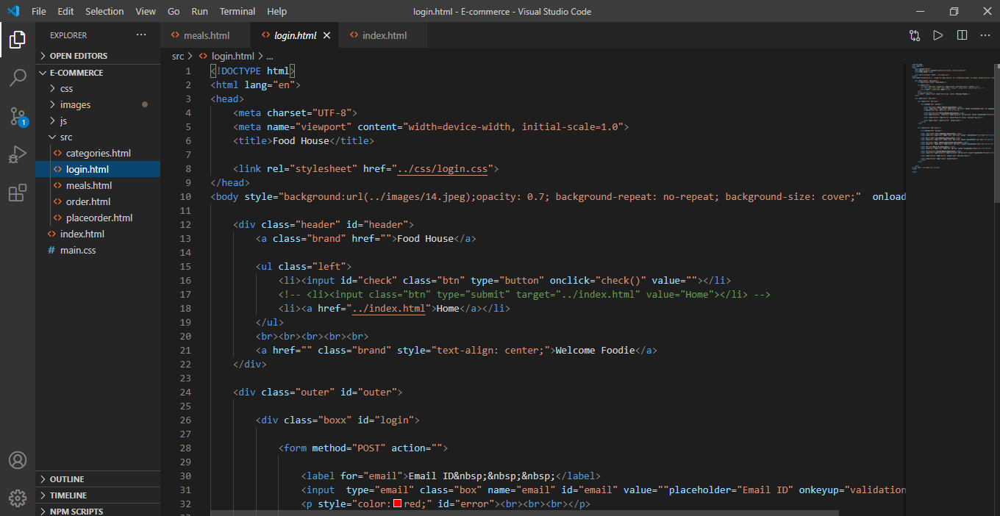 File Edit Selection View Go Run Terminal Help
login.html - E-commerce - Visual Studio Code
EXPLORER
OPEN EDITORS
E-COMMERCE
css
images
js
src
categories.html
login.html
meals.html
order.html
placeorder.html
index.html
# main.css
OUTLINE
TIMELINE
NPM SCRIPTS
1
meals.html login.html index.html
src > login.html > ...
1 <!DOCTYPE html>
2 <html lang="en">
3 <head>
4 <meta charset="UTF-8">
5 <meta name="viewport" content="width=device-width, initial-scale=1.0">
6 <title>Food House</title>
7
8 <link rel="stylesheet" href="../css/login.css">
9 </head>
10 <body style="background:url(../images/14.jpeg);opacity: 0.7; background-repeat: no-repeat; background-size: cover;" onload
11
12 <div class="header" id="header">
13 <a class="brand" href="">Food House</a>
14
15 <ul class="left">
16 <li><input id="check" class="btn" type="button" onclick="check()" value=""></li>
17 <!-- <li><input class="btn" type="submit" target="../index.html" value="Home"></li> -->
18 <li><a href="../index.html">Home</a></li>
19 </ul>
20 <br><br><br><br><br>
21 <a href="" class="brand" style="text-align: center;">Welcome Foodie</a>
22 </div>
23
24 <div class="outer" id="outer">
25
26 <div class="boxx" id="login">
27
28 <form method="POST" action="">
29
30 <label for="email">Email ID&nbsp;&nbsp;&nbsp;</label>
31 <input  type="email" class="box" name="email" id="email" value=""placeholder="Email ID" onkeyup="validation
32 <p style="color:red;" id="error"><br><br><br></p>